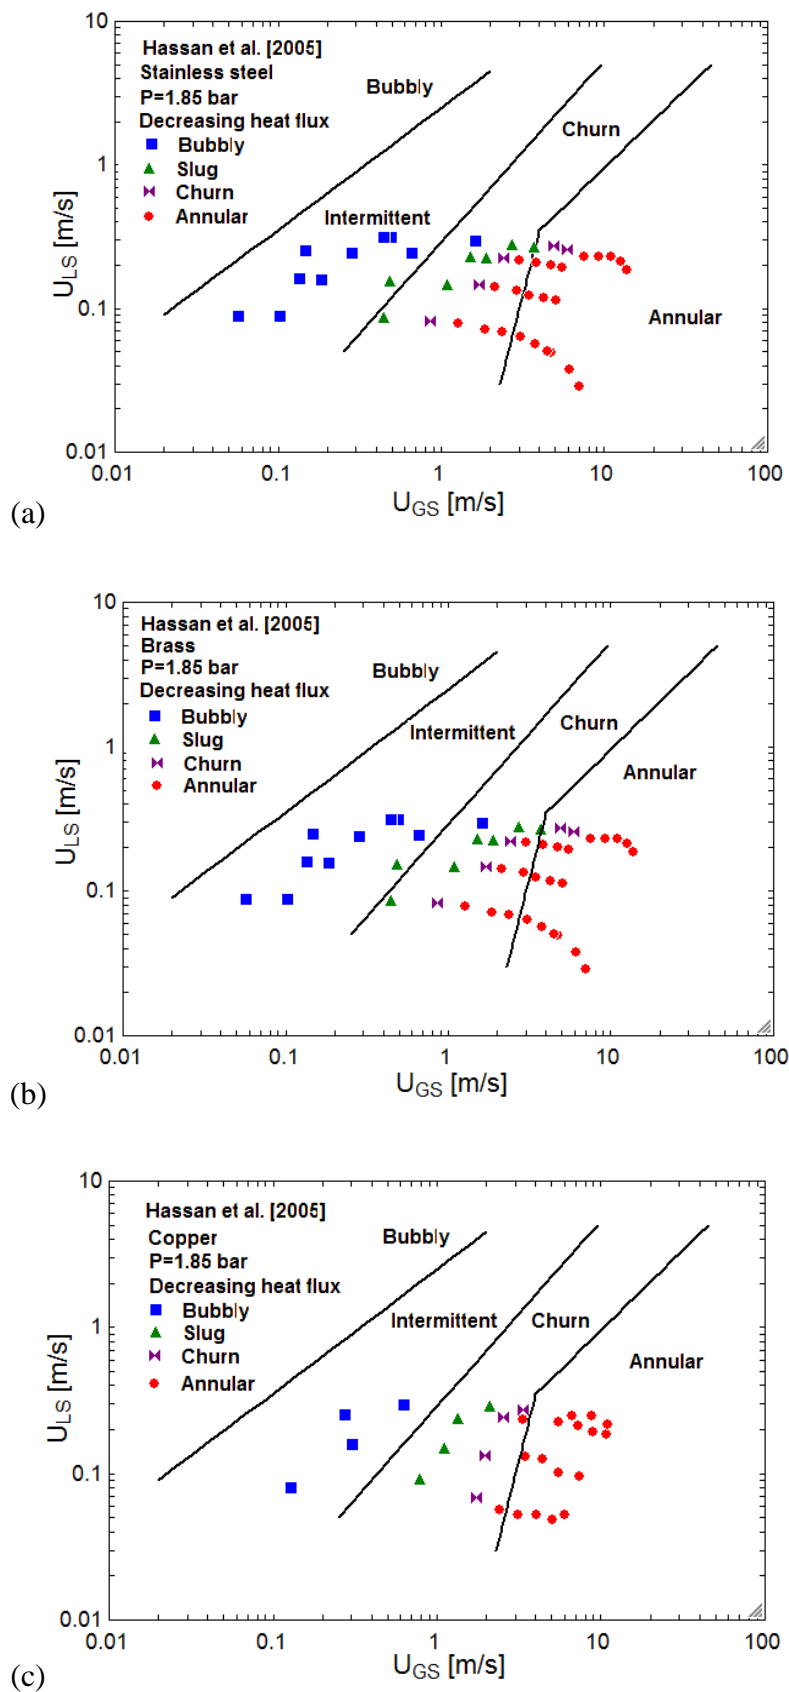 10
Hassan et al. [2005]
Stainless steel
P=1.85 bar
Decreasing heat flux
Bubbly
Slug
Churn
Annular
Bubbly
Churn
Intermittent
Annular
1
0.1
0.01
U_LS [m/s]
0.01 0.1 1 10 100
U_GS [m/s]
(a)
10
Hassan et al. [2005]
Brass
P=1.85 bar
Decreasing heat flux
Bubbly
Slug
Churn
Annular
Bubbly
Intermittent
Churn
Annular
1
0.1
0.01
U_LS [m/s]
0.01 0.1 1 10 100
U_GS [m/s]
(b)
10
Hassan et al. [2005]
Copper
P=1.85 bar
Decreasing heat flux
Bubbly
Slug
Churn
Annular
Bubbly
Intermittent
Churn
Annular
1
0.1
0.01
U_LS [m/s]
0.01 0.1 1 10 100
U_GS [m/s]
(c)